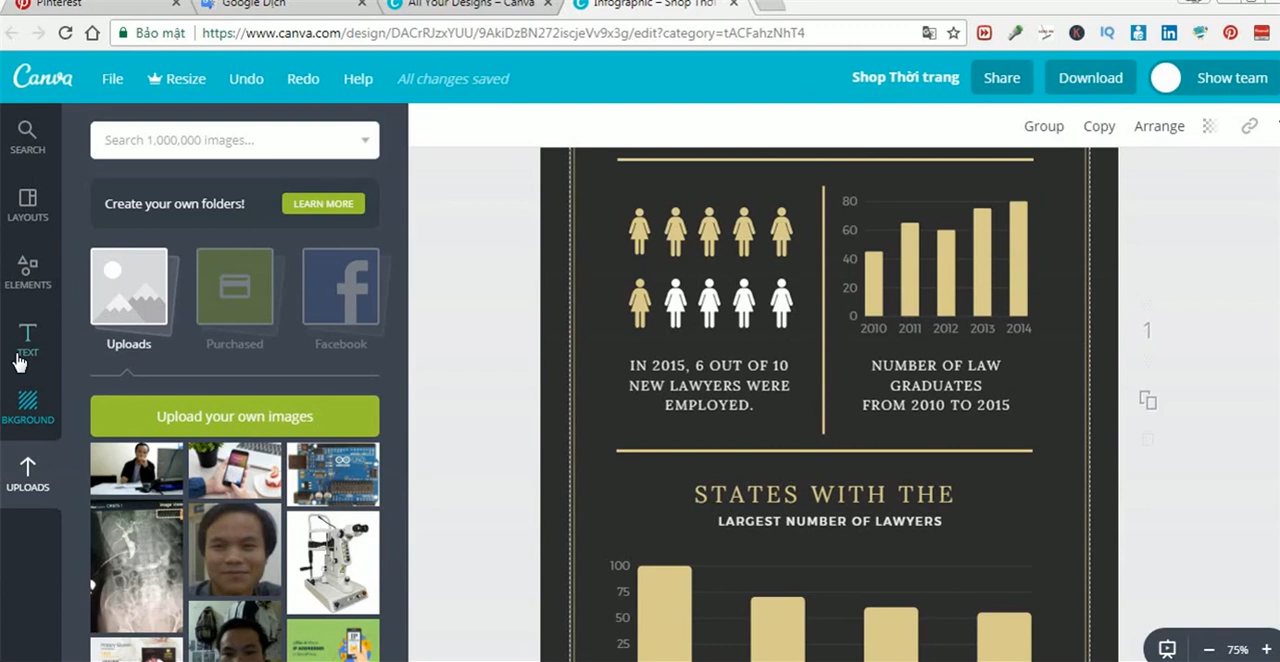 Pinterest
Google Dịch
All Your Designs – Canva
Infographic – Shop Thời
Bảo mật
https://www.canva.com/design/DACrRJzxYUU/9AkiDzBN272iscjeVv9x3g/edit?category=tACFahzNhT4
Canva
File
Resize
Undo
Redo
Help
All changes saved
Shop Thời trang
Share
Download
Show team
SEARCH
LAYOUTS
ELEMENTS
TEXT
BKGROUND
UPLOADS
Search 1,000,000 images...
Create your own folders!
LEARN MORE
Uploads
Purchased
Facebook
Upload your own images
Group
Copy
Arrange
IN 2015, 6 OUT OF 10
NEW LAWYERS WERE
EMPLOYED.
80
60
40
20
0
2010 2011 2012 2013 2014
NUMBER OF LAW
GRADUATES
FROM 2010 TO 2015
STATES WITH THE
LARGEST NUMBER OF LAWYERS
100
75
50
25
1
75%